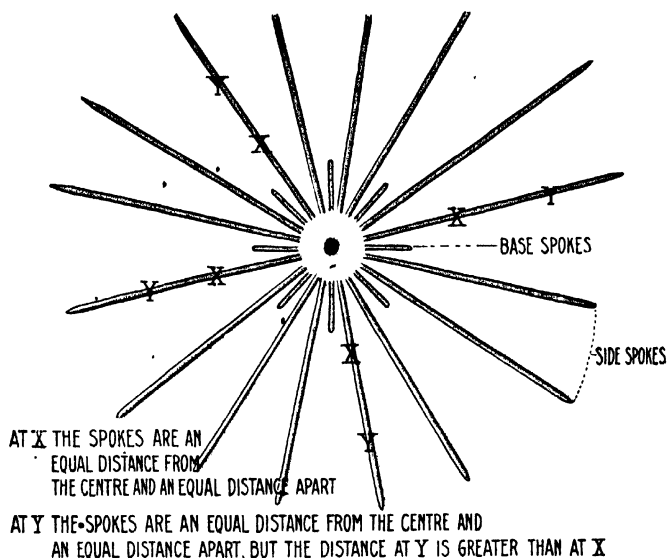 Y
X
X
Y
BASE SPOKES
Y
X
X
SIDE SPOKES
Y
AT X THE SPOKES ARE AN
EQUAL DISTANCE FROM
THE CENTRE AND AN EQUAL DISTANCE APART
AT Y THE SPOKES ARE AN EQUAL DISTANCE FROM THE CENTRE AND
AN EQUAL DISTANCE APART, BUT THE DISTANCE AT Y IS GREATER THAN AT X